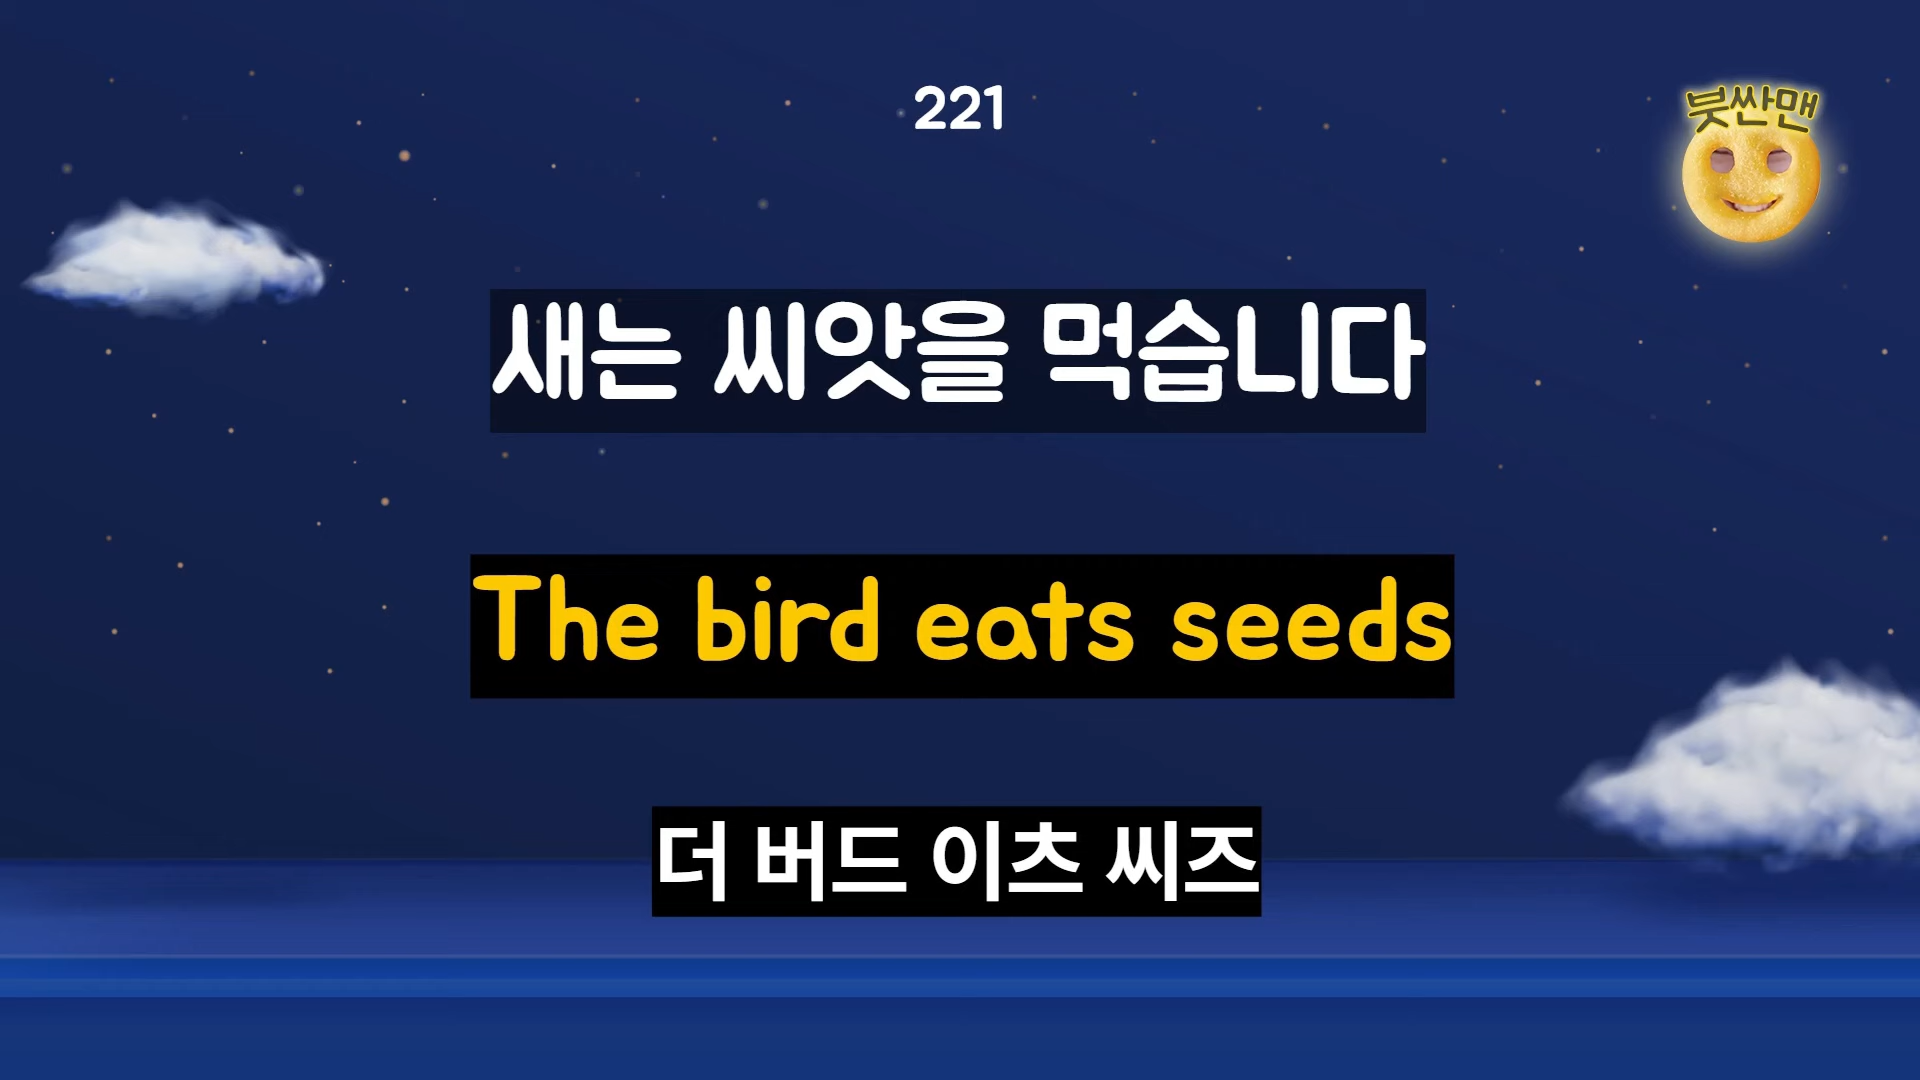 221
붓싼맨
새는 씨앗을 먹습니다
The bird eats seeds
더 버드 이츠 씨즈